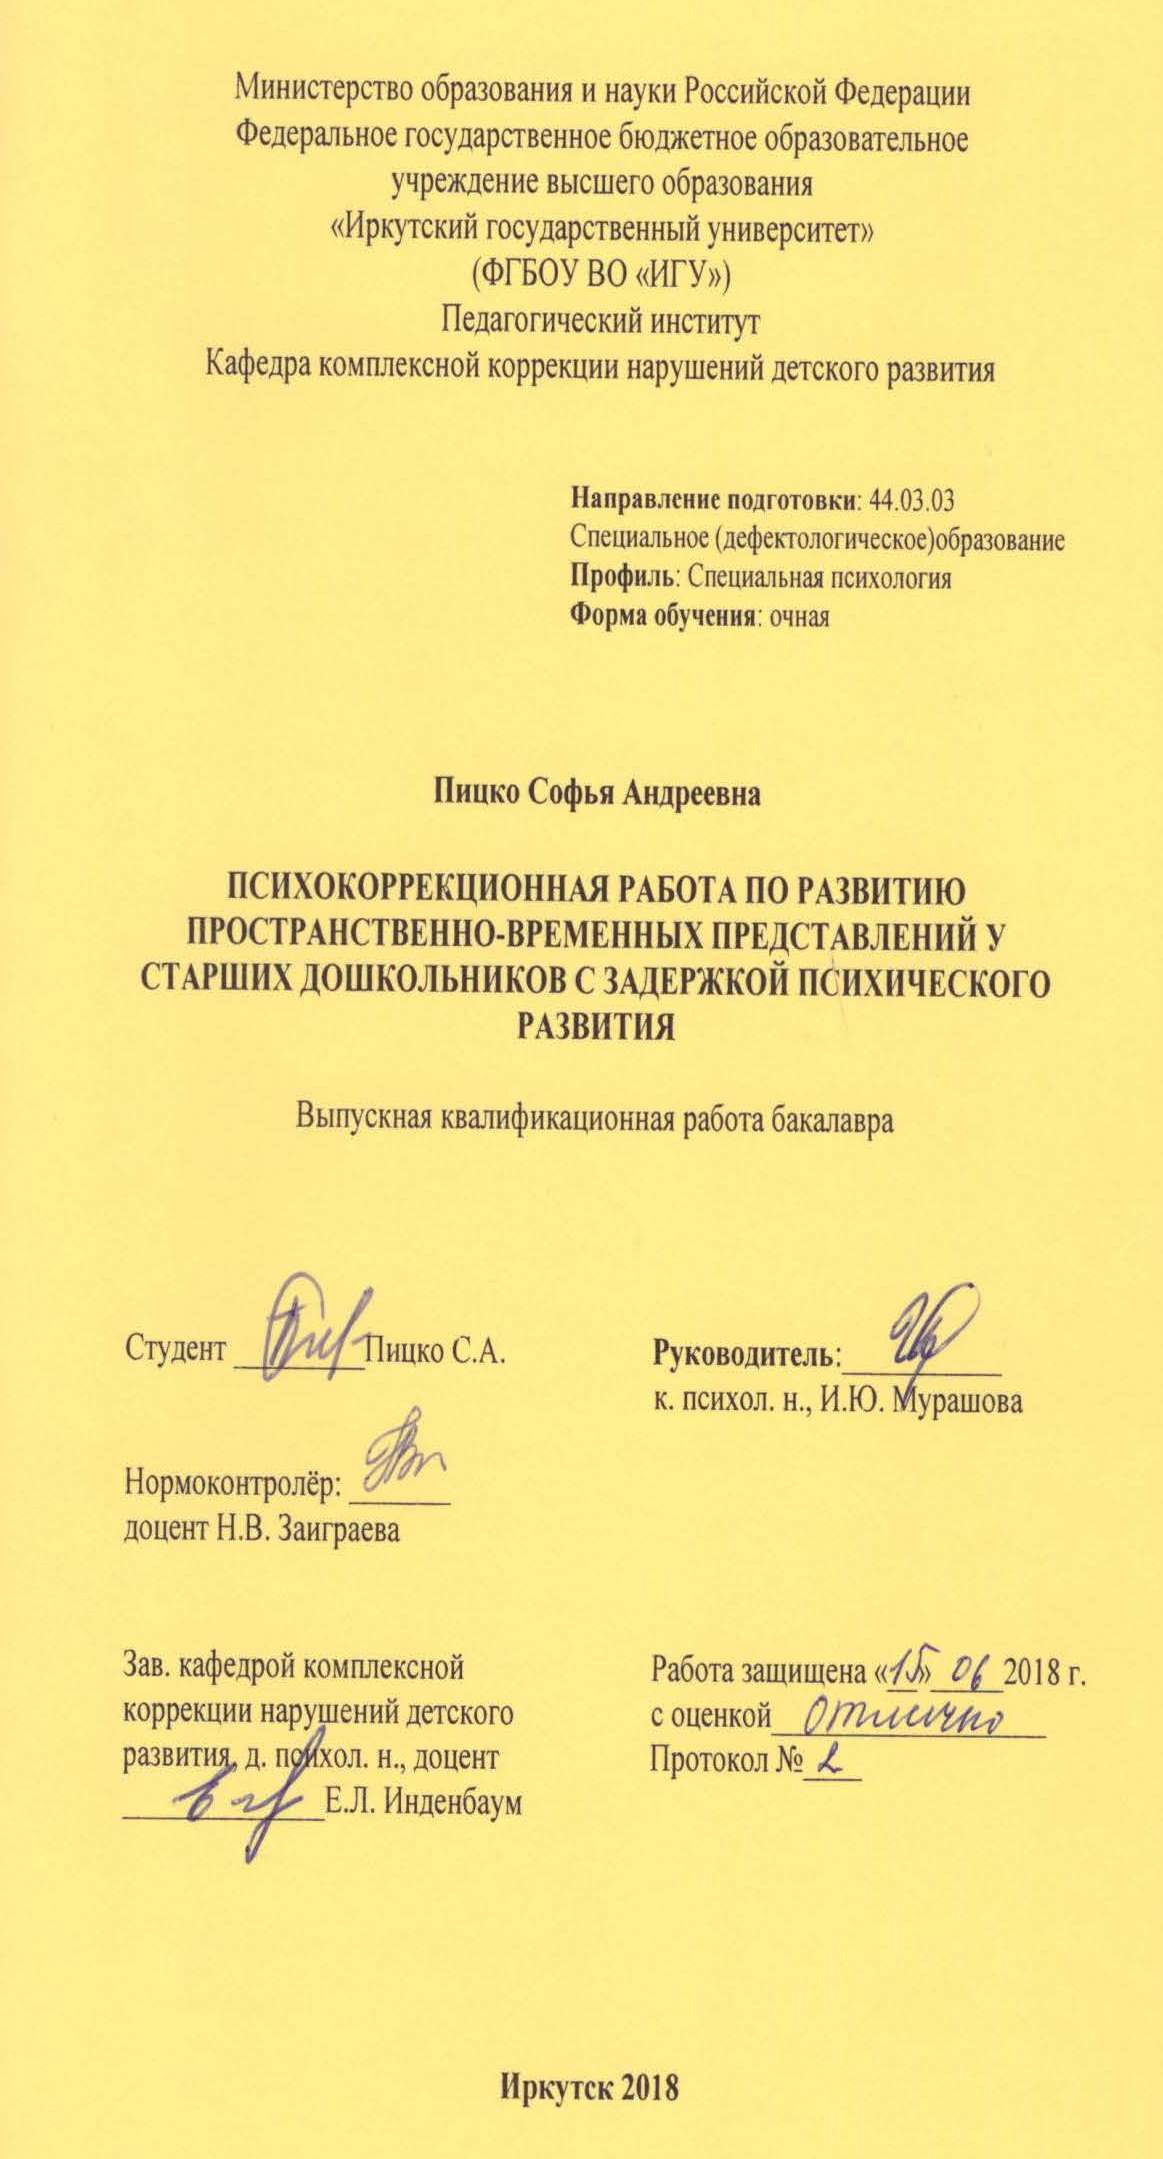 Министерство образования и науки Российской Федерации
Федеральное государственное бюджетное образовательное
учреждение высшего образования
«Иркутский государственный университет»
(ФГБОУ ВО «ИГУ»)
Педагогический институт
Кафедра комплексной коррекции нарушений детского развития
Направление подготовки: 44.03.03
Специальное (дефектологическое)образование
Профиль: Специальная психология
Форма обучения: очная
Пицко Софья Андреевна
ПСИХОКОРРЕКЦИОННАЯ РАБОТА ПО РАЗВИТИЮ
ПРОСТРАНСТВЕННО-ВРЕМЕННЫХ ПРЕДСТАВЛЕНИЙ У
СТАРШИХ ДОШКОЛЬНИКОВ С ЗАДЕРЖКОЙ ПСИХИЧЕСКОГО
РАЗВИТИЯ
Выпускная квалификационная работа бакалавра
Студент Пицко С.А.
Руководитель:
к. психол. н., И.Ю. Мурашова
Нормоконтролёр:
доцент Н.В. Заиграева
Зав. кафедрой комплексной
коррекции нарушений детского
развития, д. психол. н., доцент
Е.Л. Инденбаум
Работа защищена «15» 06 2018 г.
с оценкой отлично
Протокол № 2
Иркутск 2018